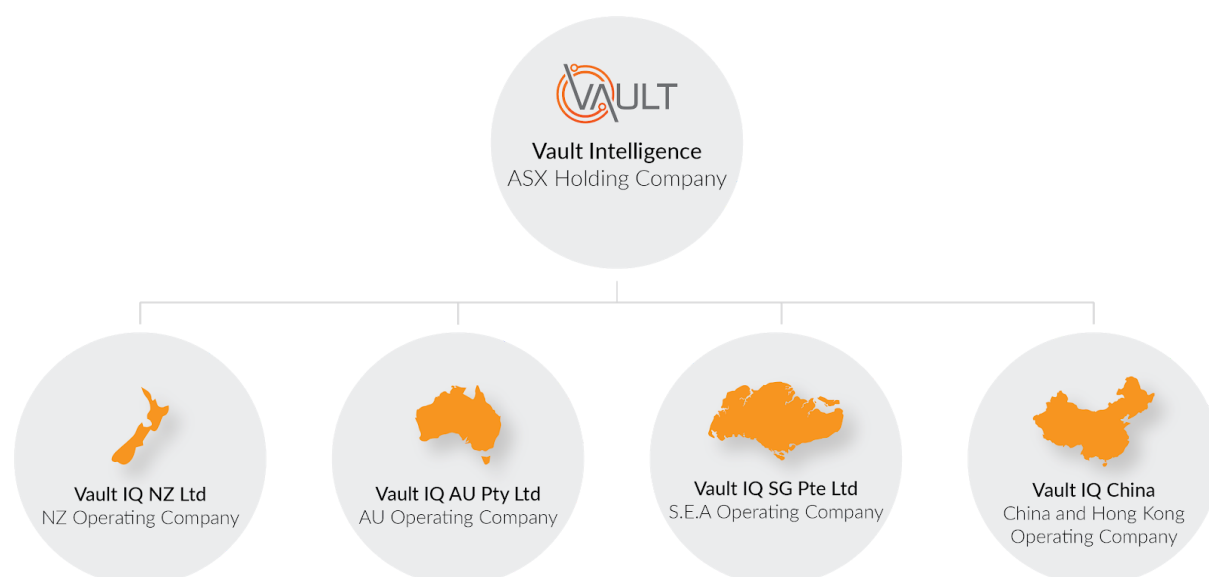 VAULT
Vault Intelligence
ASX Holding Company
Vault IQ NZ Ltd
NZ Operating Company
Vault IQ AU Pty Ltd
AU Operating Company
Vault IQ SG Pte Ltd
S.E.A Operating Company
Vault IQ China
China and Hong Kong
Operating Company